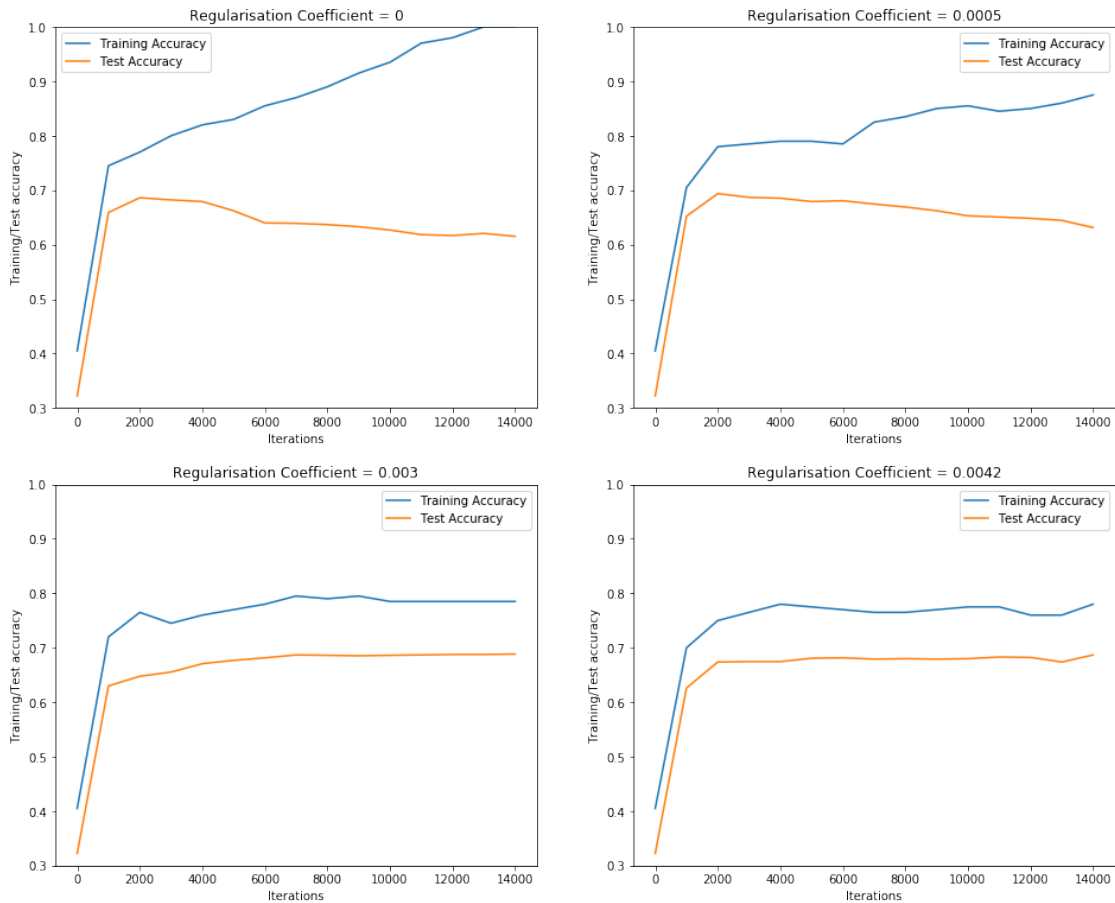 Regularisation Coefficient = 0
Training Accuracy
Test Accuracy
Training/Test accuracy
1.0
0.9
0.8
0.7
0.6
0.5
0.4
0.3
0 2000 4000 6000 8000 10000 12000 14000
Iterations
Regularisation Coefficient = 0.0005
Training Accuracy
Test Accuracy
Training/Test accuracy
1.0
0.9
0.8
0.7
0.6
0.5
0.4
0.3
0 2000 4000 6000 8000 10000 12000 14000
Iterations
Regularisation Coefficient = 0.003
Training Accuracy
Test Accuracy
Training/Test accuracy
1.0
0.9
0.8
0.7
0.6
0.5
0.4
0.3
0 2000 4000 6000 8000 10000 12000 14000
Iterations
Regularisation Coefficient = 0.0042
Training Accuracy
Test Accuracy
Training/Test accuracy
1.0
0.9
0.8
0.7
0.6
0.5
0.4
0.3
0 2000 4000 6000 8000 10000 12000 14000
Iterations